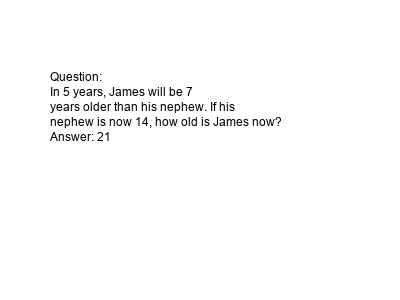 Question:
In 5 years, James will be 7
years older than his nephew. If his
nephew is now 14, how old is James now?
Answer: 21